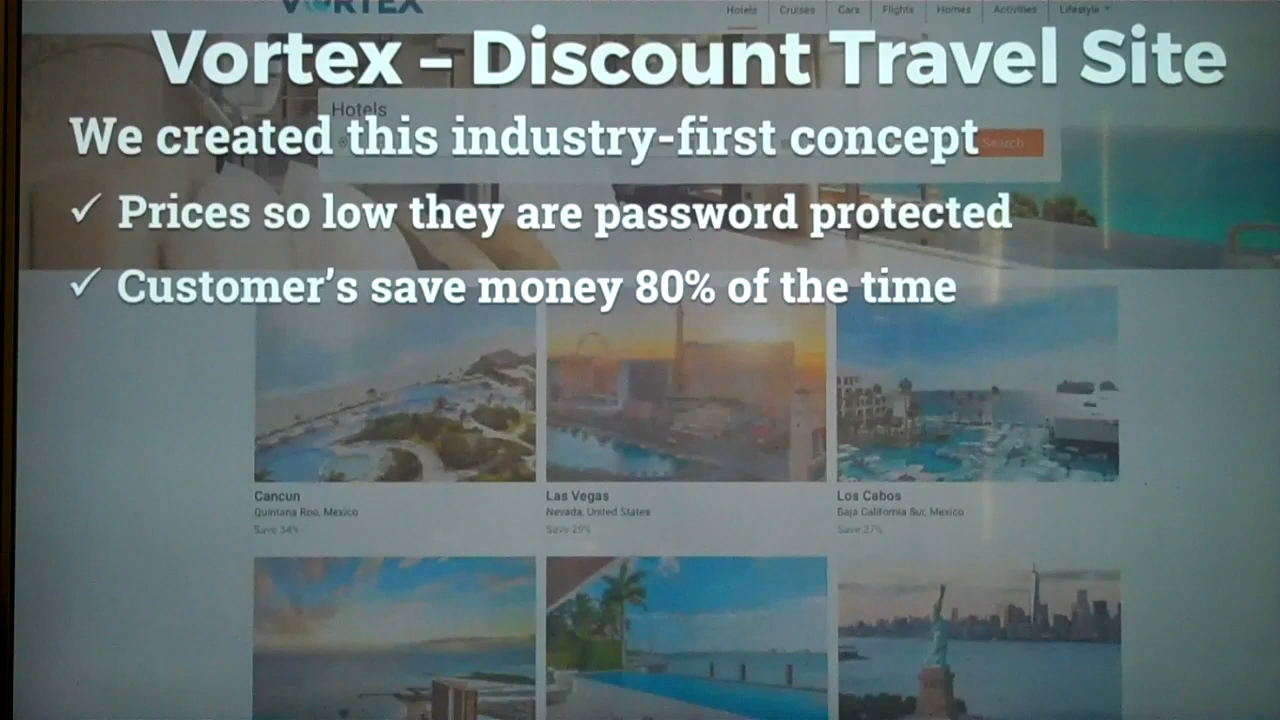 VORTEX
Hotels Cruises Cars Flights Homes Activities Lifestyle
Vortex – Discount Travel Site
Hotels
We created this industry-first concept
Search
✓ Prices so low they are password protected
✓ Customer’s save money 80% of the time
Cancun Las Vegas Los Cabos
Quintana Roo, Mexico Nevada, United States Baja California Sur, Mexico
Save 34% Save 29% Save 27%